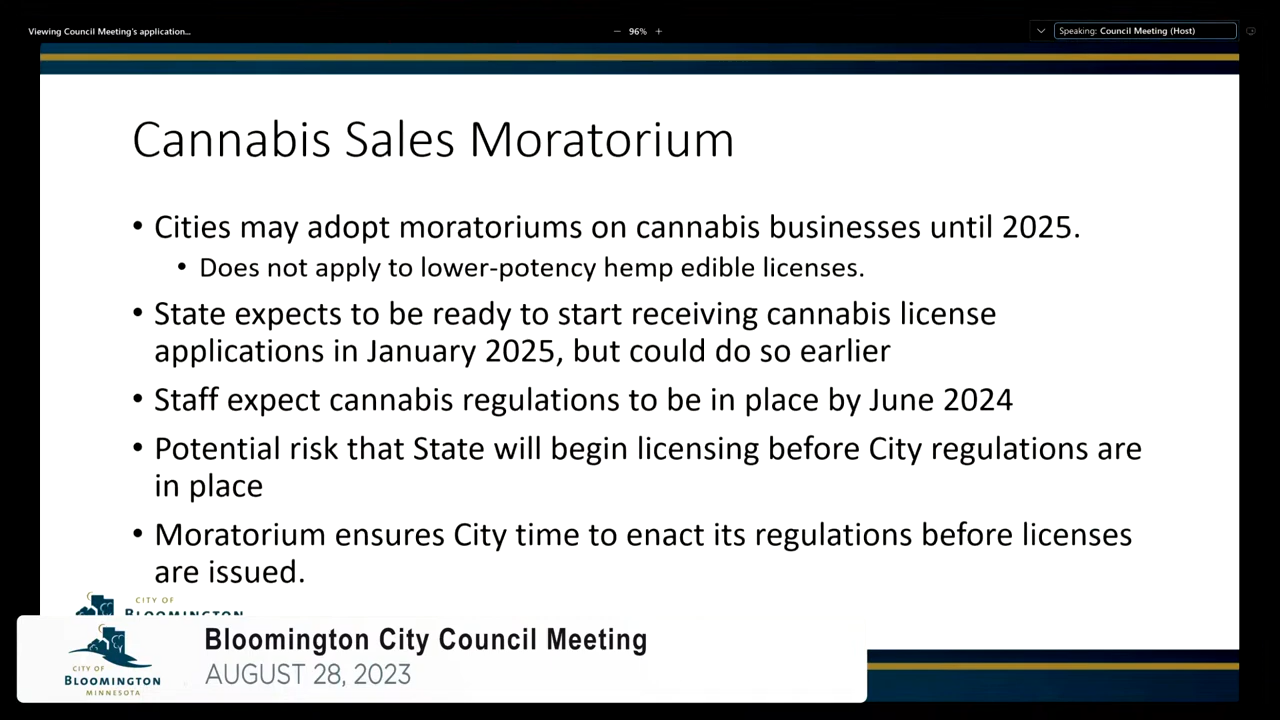 Viewing Council Meeting's application...
96%
Speaking: Council Meeting (Host)
Cannabis Sales Moratorium
• Cities may adopt moratoriums on cannabis businesses until 2025.
• Does not apply to lower-potency hemp edible licenses.
• State expects to be ready to start receiving cannabis license
applications in January 2025, but could do so earlier
• Staff expect cannabis regulations to be in place by June 2024
• Potential risk that State will begin licensing before City regulations are
in place
• Moratorium ensures City time to enact its regulations before licenses
are issued.
CITY OF
BLOOMINGTON
CITY OF
BLOOMINGTON
MINNESOTA
Bloomington City Council Meeting
AUGUST 28, 2023